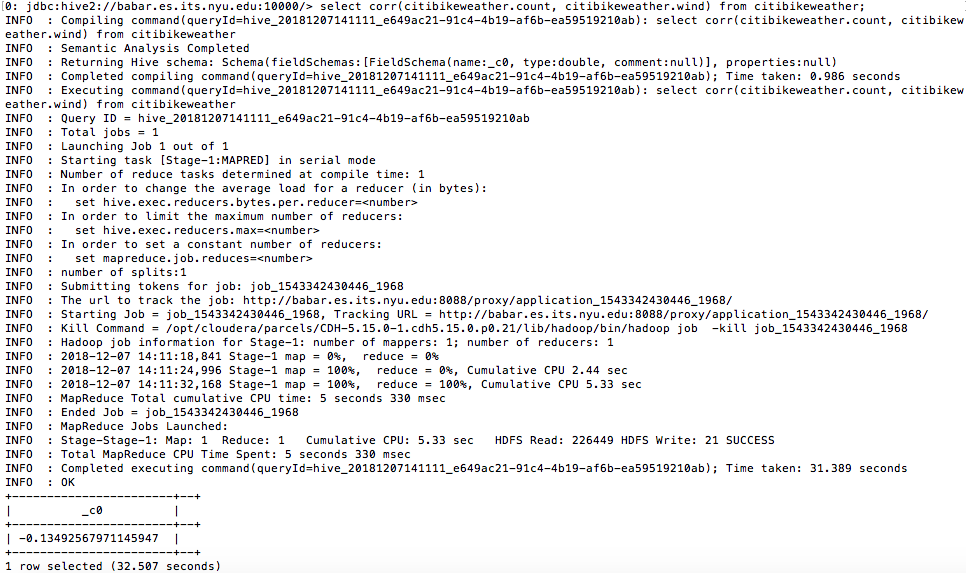 0: jdbc:hive2://babar.es.its.nyu.edu:10000/> select corr(citibikeweather.count, citibikeweather.wind) from citibikeweather;
INFO  : Compiling command(queryId=hive_20181207141111_e649ac21-91c4-4b19-af6b-ea59519210ab): select corr(citibikeweather.count, citibikew
eather.wind) from citibikeweather
INFO  : Semantic Analysis Completed
INFO  : Returning Hive schema: Schema(fieldSchemas:[FieldSchema(name:_c0, type:double, comment:null)], properties:null)
INFO  : Completed compiling command(queryId=hive_20181207141111_e649ac21-91c4-4b19-af6b-ea59519210ab); Time taken: 0.986 seconds
INFO  : Executing command(queryId=hive_20181207141111_e649ac21-91c4-4b19-af6b-ea59519210ab): select corr(citibikeweather.count, citibikew
eather.wind) from citibikeweather
INFO  : Query ID = hive_20181207141111_e649ac21-91c4-4b19-af6b-ea59519210ab
INFO  : Total jobs = 1
INFO  : Launching Job 1 out of 1
INFO  : Starting task [Stage-1:MAPRED] in serial mode
INFO  : Number of reduce tasks determined at compile time: 1
INFO  : In order to change the average load for a reducer (in bytes):
INFO  :   set hive.exec.reducers.bytes.per.reducer=<number>
INFO  : In order to limit the maximum number of reducers:
INFO  :   set hive.exec.reducers.max=<number>
INFO  : In order to set a constant number of reducers:
INFO  :   set mapreduce.job.reduces=<number>
INFO  : number of splits:1
INFO  : Submitting tokens for job: job_1543342430446_1968
INFO  : The url to track the job: http://babar.es.its.nyu.edu:8088/proxy/application_1543342430446_1968/
INFO  : Starting Job = job_1543342430446_1968, Tracking URL = http://babar.es.its.nyu.edu:8088/proxy/application_1543342430446_1968/
INFO  : Kill Command = /opt/cloudera/parcels/CDH-5.15.0-1.cdh5.15.0.p0.21/lib/hadoop/bin/hadoop job  -kill job_1543342430446_1968
INFO  : Hadoop job information for Stage-1: number of mappers: 1; number of reducers: 1
INFO  : 2018-12-07 14:11:18,841 Stage-1 map = 0%,  reduce = 0%
INFO  : 2018-12-07 14:11:24,996 Stage-1 map = 100%,  reduce = 0%, Cumulative CPU 2.44 sec
INFO  : 2018-12-07 14:11:32,168 Stage-1 map = 100%,  reduce = 100%, Cumulative CPU 5.33 sec
INFO  : MapReduce Total cumulative CPU time: 5 seconds 330 msec
INFO  : Ended Job = job_1543342430446_1968
INFO  : MapReduce Jobs Launched:
INFO  : Stage-Stage-1: Map: 1  Reduce: 1   Cumulative CPU: 5.33 sec   HDFS Read: 226449 HDFS Write: 21 SUCCESS
INFO  : Total MapReduce CPU Time Spent: 5 seconds 330 msec
INFO  : Completed executing command(queryId=hive_20181207141111_e649ac21-91c4-4b19-af6b-ea59519210ab); Time taken: 31.389 seconds
INFO  : OK
+-----------------------+--+
|          _c0          |
+-----------------------+--+
| -0.13492567971145947  |
+-----------------------+--+
1 row selected (32.507 seconds)